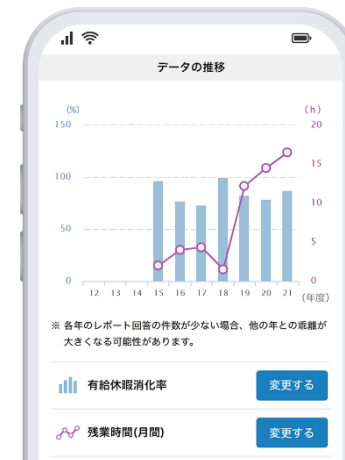 データの推移
(%)
(h)
150
20
15
100
10
50
5
0
0
12 13 14 15 16 17 18 19 20 21
(年度)
※ 各年のレポート回答の件数が少ない場合、他の年との乖離が
大きくなる可能性があります。
有給休暇消化率
変更する
残業時間(月間)
変更する